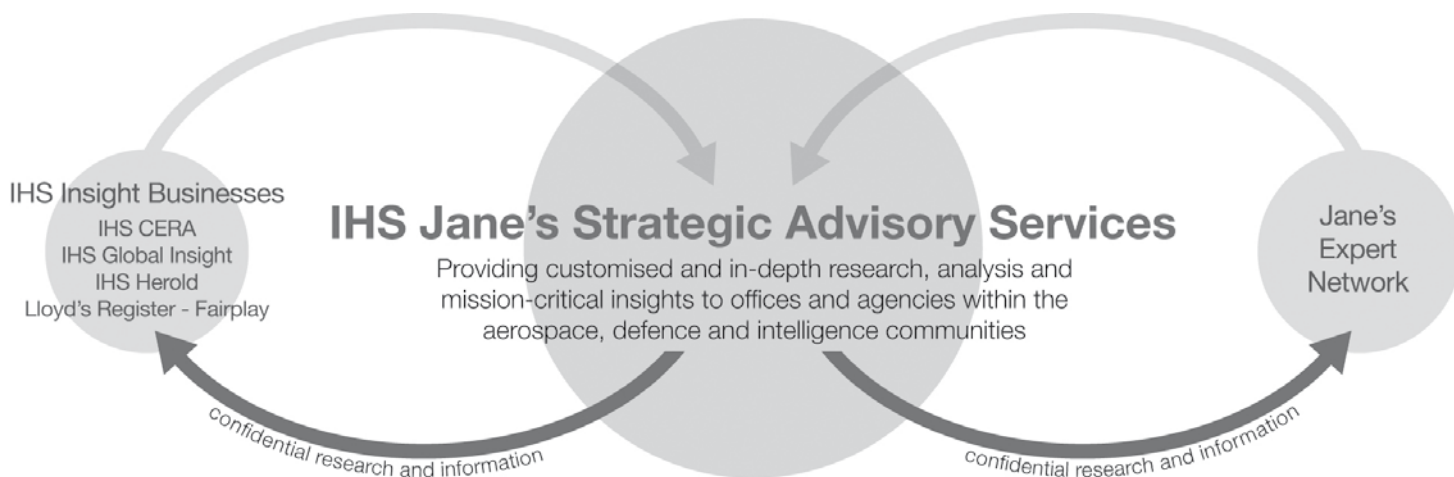 IHS Insight Businesses
IHS CERA
IHS Global Insight
IHS Herold
Lloyd's Register - Fairplay
IHS Jane's Strategic Advisory Services
Providing customised and in-depth research, analysis and
mission-critical insights to offices and agencies within the
aerospace, defence and intelligence communities
Jane's
Expert
Network
confidential research and information
confidential research and information